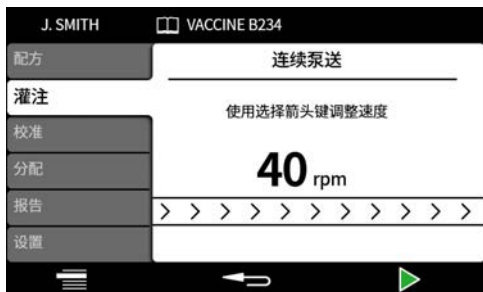 J. SMITH
VACCINE B234
配方
灌注
校准
分配
报告
设置
连续泵送
使用选择箭头键调整速度
40 rpm
> > > > > > > > > > >